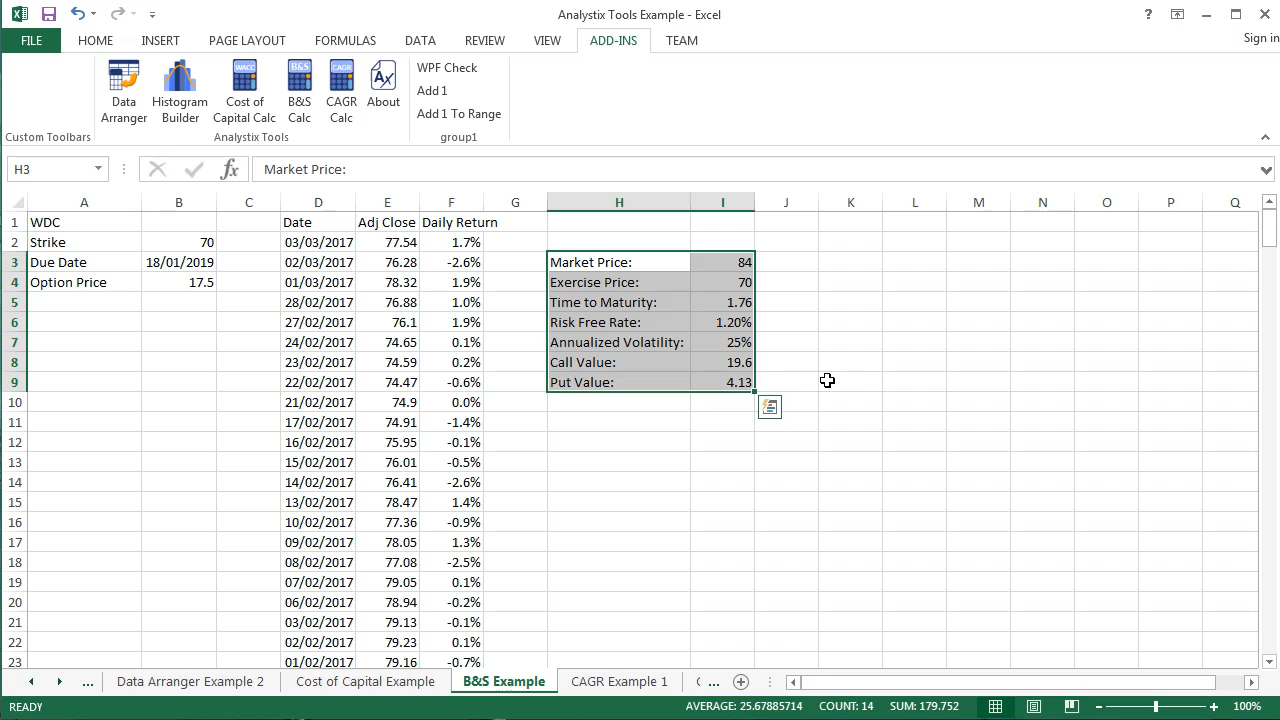 Analystix Tools Example - Excel
?
FILE HOME INSERT PAGE LAYOUT FORMULAS DATA REVIEW VIEW ADD-INS TEAM Sign in
Data Arranger
Histogram Builder
WACC
Cost of Capital Calc
B&S
B&S Calc
CAGR
CAGR Calc
Ax
About
WPF Check
Add 1
Add 1 To Range
Custom Toolbars Analystix Tools group1
H3 fx Market Price:
A B C D E F G H I J K L M N O P Q
1 WDC Date Adj Close Daily Return
2 Strike 70 03/03/2017 77.54 1.7%
3 Due Date 18/01/2019 02/03/2017 76.28 -2.6% Market Price: 84
4 Option Price 17.5 01/03/2017 78.32 1.9% Exercise Price: 70
5 28/02/2017 76.88 1.0% Time to Maturity: 1.76
6 27/02/2017 76.1 1.9% Risk Free Rate: 1.20%
7 24/02/2017 74.65 0.1% Annualized Volatility: 25%
8 23/02/2017 74.59 0.2% Call Value: 19.6
9 22/02/2017 74.47 -0.6% Put Value: 4.13
10 21/02/2017 74.9 0.0%
11 17/02/2017 74.91 -1.4%
12 16/02/2017 75.95 -0.1%
13 15/02/2017 76.01 -0.5%
14 14/02/2017 76.41 -2.6%
15 13/02/2017 78.47 1.4%
16 10/02/2017 77.36 -0.9%
17 09/02/2017 78.05 1.3%
18 08/02/2017 77.08 -2.5%
19 07/02/2017 79.05 0.1%
20 06/02/2017 78.94 -0.2%
21 03/02/2017 79.13 -0.1%
22 02/02/2017 79.23 0.1%
23 01/02/2017 79.16 -0.7%
... Data Arranger Example 2 Cost of Capital Example B&S Example CAGR Example 1 C ...
READY AVERAGE: 25.67885714 COUNT: 14 SUM: 179.752 100%